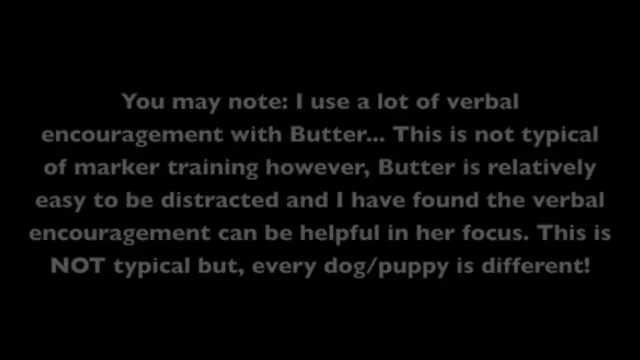 You may note: I use a lot of verbal
encouragement with Butter... This is not typical
of marker training however, Butter is relatively
easy to be distracted and I have found the verbal
encouragement can be helpful in her focus. This is
NOT typical but, every dog/puppy is different!